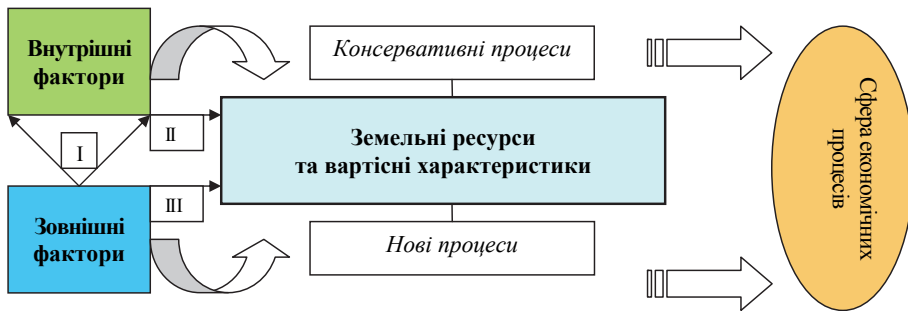 Внутрішні
фактори
Консервативні процеси
I
II
Земельні ресурси
та вартісні характеристики
III
Зовнішні
фактори
Нові процеси
Сфера економічних
процесів